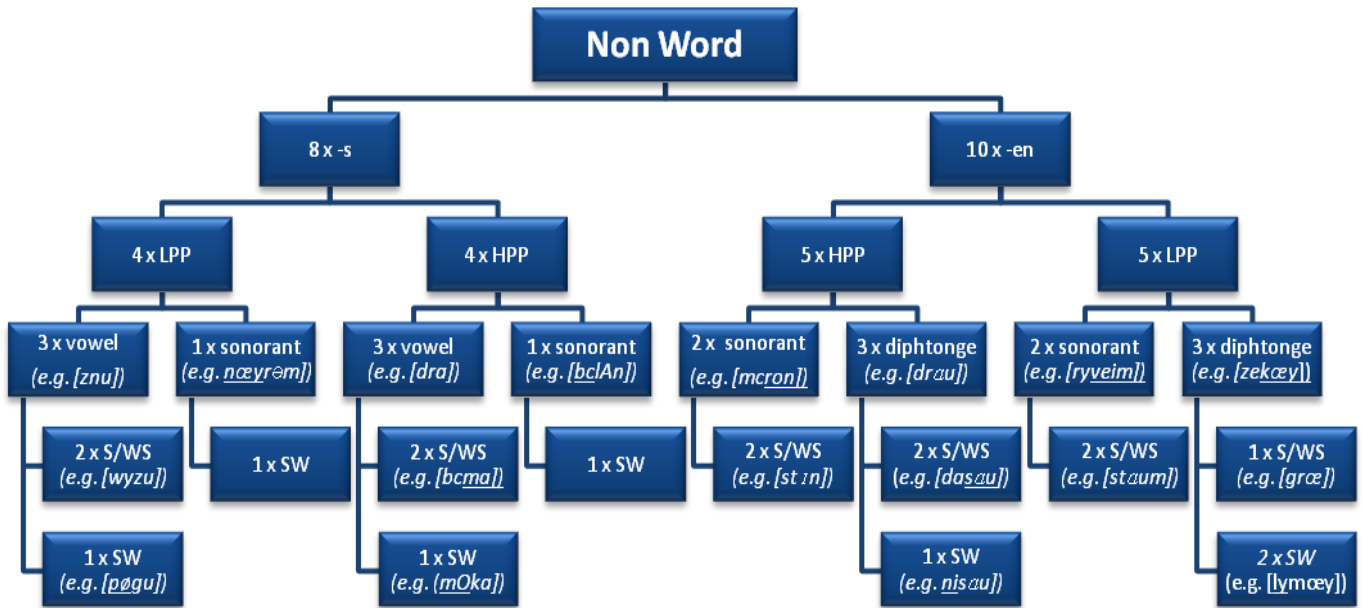 Non Word
8 x -s
10 x -en
4 x LPP
4 x HPP
5 x HPP
5 x LPP
3 x vowel
(e.g. [znu])
1 x sonorant
(e.g. nœyrəm])
3 x vowel
(e.g. [dra])
1 x sonorant
(e.g. [bclAn])
2 x sonorant
(e.g. [mcron])
3 x diphtonge
(e.g. [drɑu])
2 x sonorant
(e.g. [ryveim])
3 x diphtonge
(e.g. [zekœy])
2 x S/WS
(e.g. [wyzu])
1 x SW
2 x S/WS
(e.g. [bcma])
1 x SW
2 x S/WS
(e.g. [stɪn])
2 x S/WS
(e.g. [dasɑu])
2 x S/WS
(e.g. [stɑum])
1 x S/WS
(e.g. [grœ])
1 x SW
(e.g. [pøgu])
1 x SW
(e.g. (mOka])
1 x SW
(e.g. nisɑu])
2 x SW
(e.g. [lymœy])